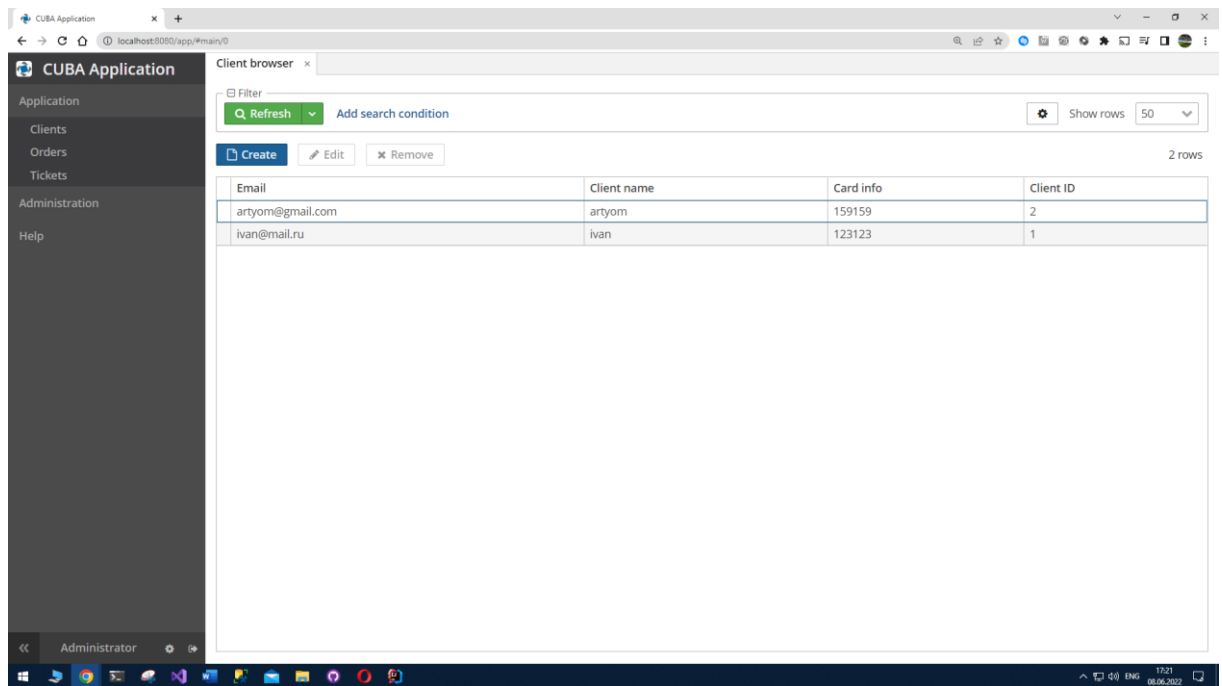 CUBA Application
localhost:8080/app/#main/0
CUBA Application
Client browser
Application
Clients
Orders
Tickets
Administration
Help
Filter
Refresh Add search condition Show rows 50
Create Edit Remove 2 rows
Email Client name Card info Client ID
artyom@gmail.com artyom 159159 2
ivan@mail.ru ivan 123123 1
Administrator
ENG 17:21
08.06.2022